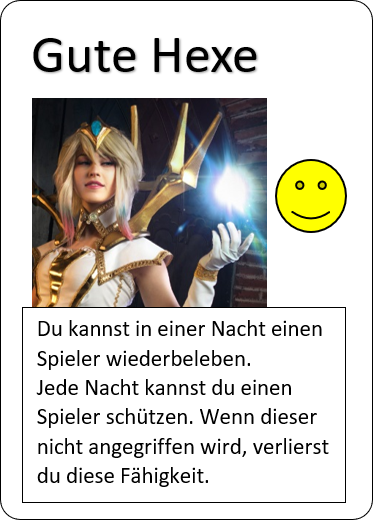 Gute Hexe
Du kannst in einer Nacht einen
Spieler wiederbeleben.
Jede Nacht kannst du einen
Spieler schützen. Wenn dieser
nicht angegriffen wird, verlierst
du diese Fähigkeit.